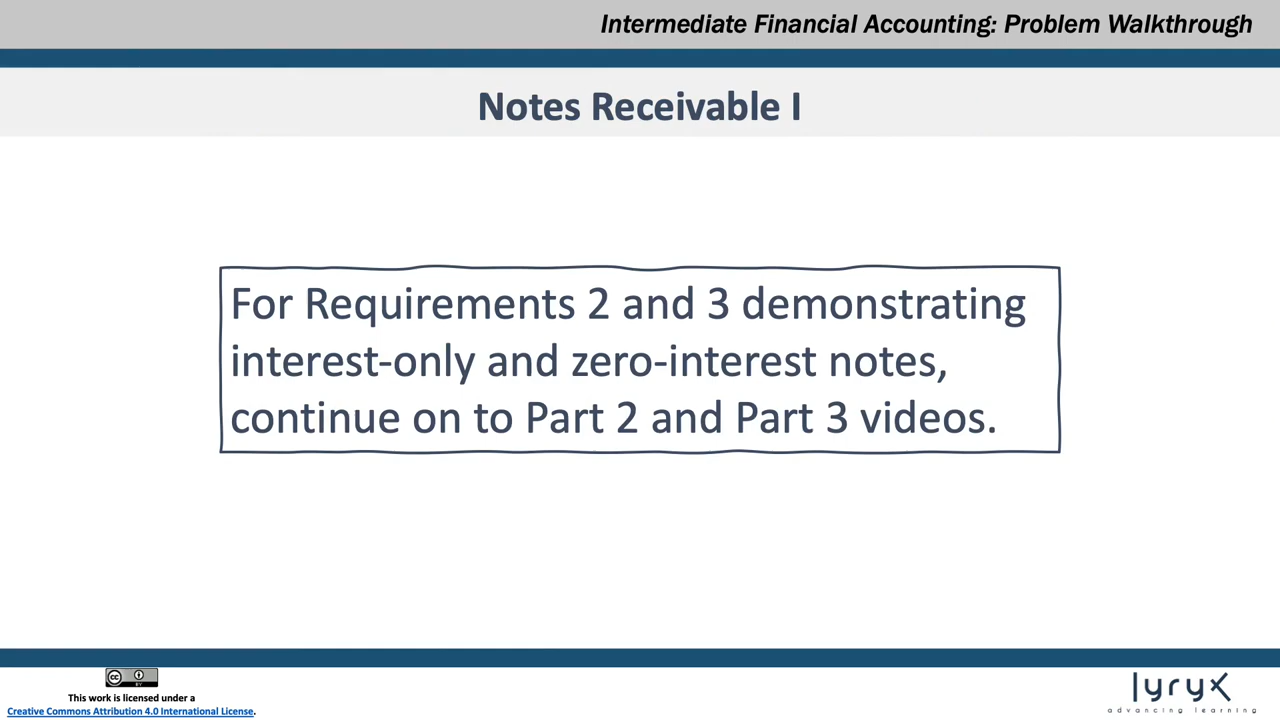 Intermediate Financial Accounting: Problem Walkthrough
Notes Receivable I
For Requirements 2 and 3 demonstrating
interest-only and zero-interest notes,
continue on to Part 2 and Part 3 videos.
cc
BY
This work is licensed under a
Creative Commons Attribution 4.0 International License.
lyryx
advancing learning